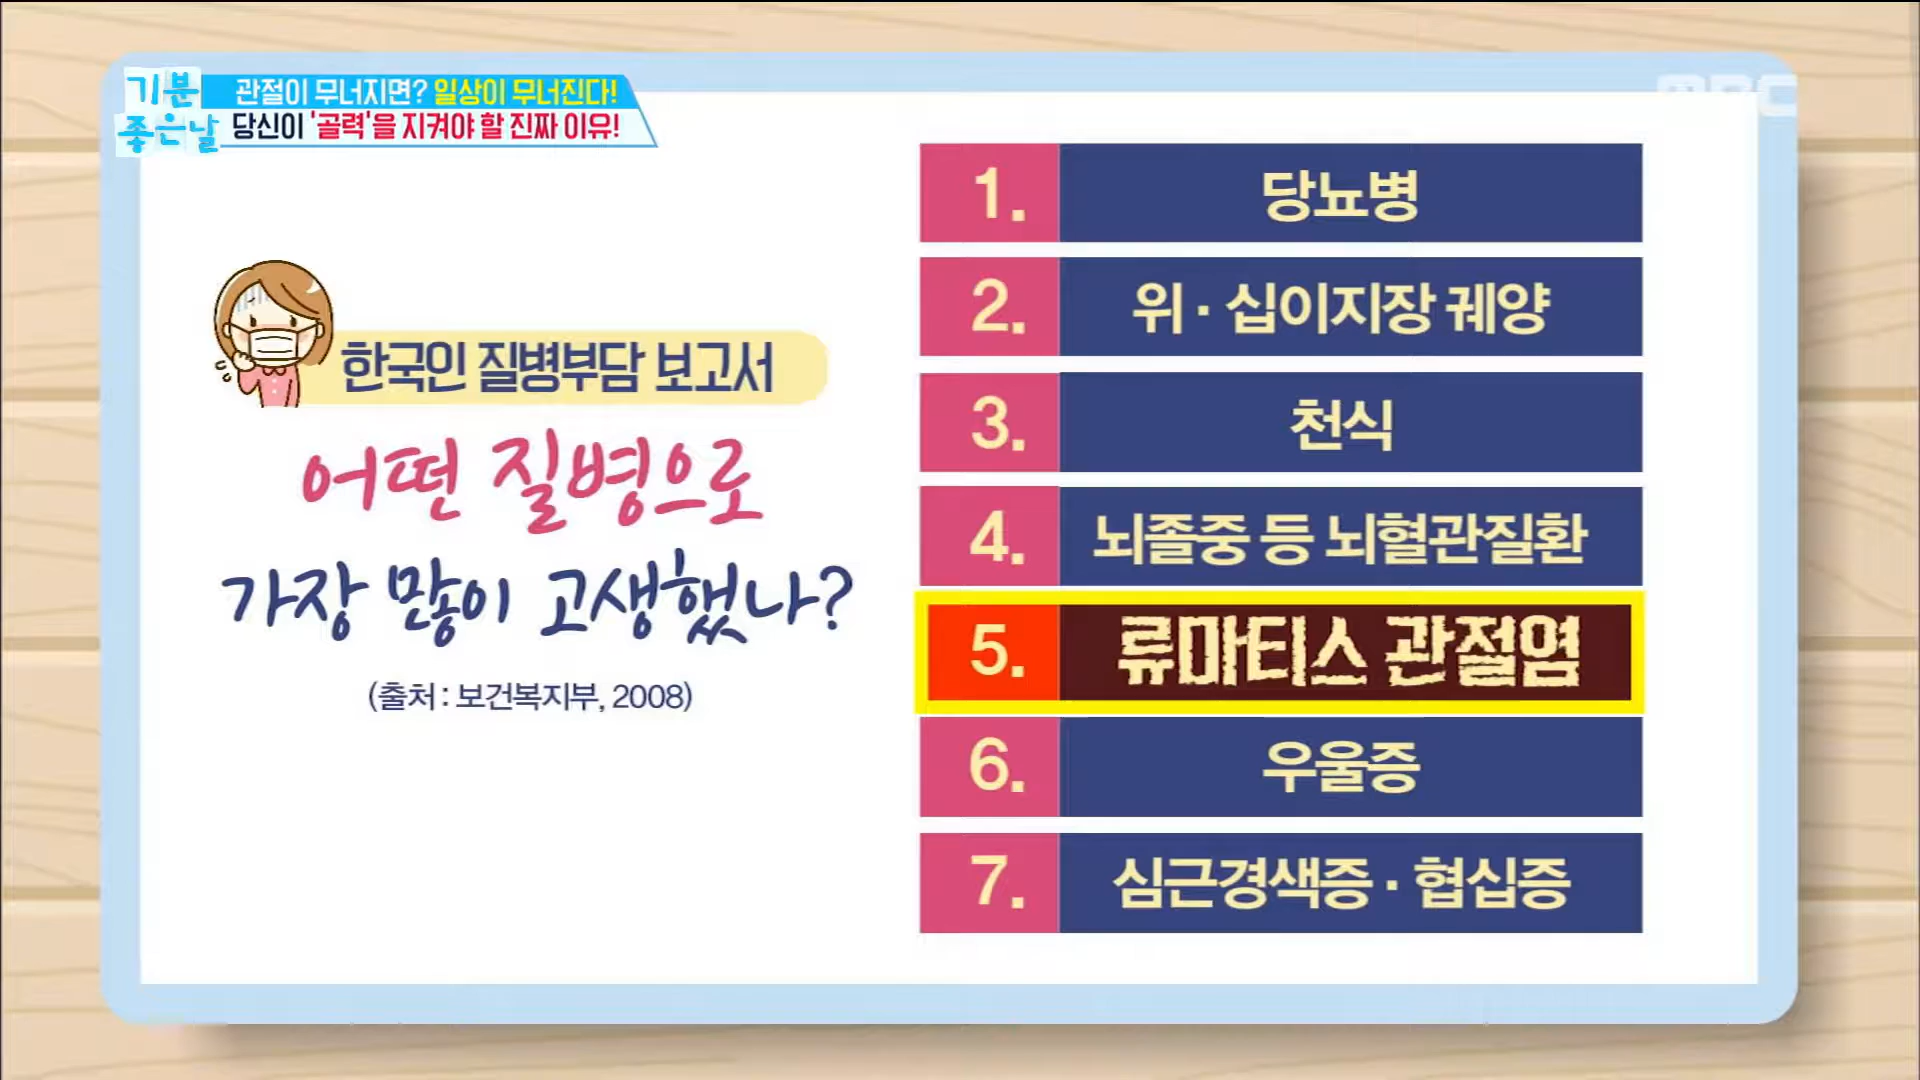 기분
좋은날
관절이 무너지면? 일상이 무너진다!
당신이 '골력'을 지켜야 할 진짜 이유!
MBC
한국인 질병부담 보고서
어떤 질병으로
가장 많이 고생했나?
(출처 : 보건복지부, 2008)
1. 당뇨병
2. 위 · 십이지장 궤양
3. 천식
4. 뇌졸중 등 뇌혈관질환
5. 류마티스 관절염
6. 우울증
7. 심근경색증 · 협십증